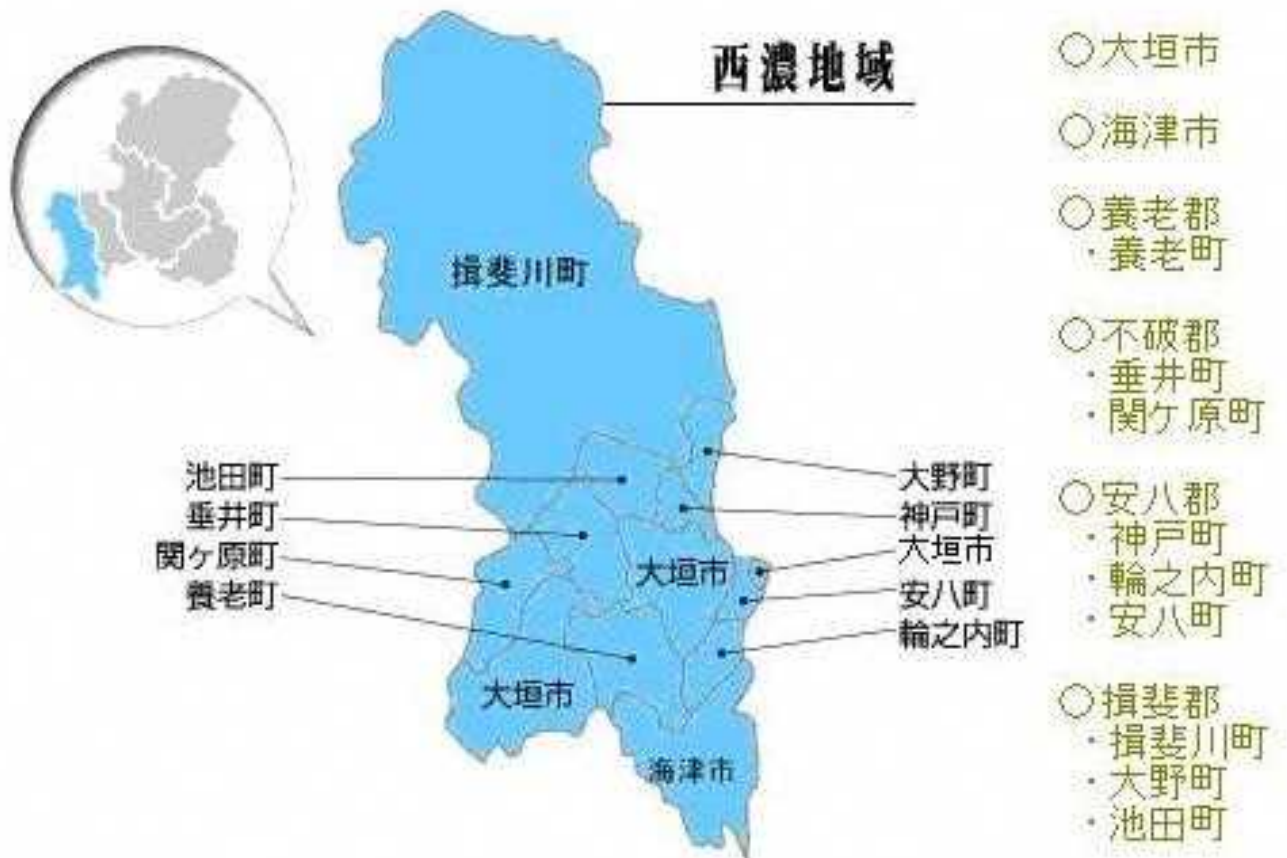 西濃地域
揖斐川町
池田町
垂井町
関ヶ原町
養老町
大野町
神戸町
大垣市
安八町
輪之内町
大垣市
大垣市
海津市
○大垣市
○海津市
○養老郡
・養老町
○不破郡
・垂井町
・関ケ原町
○安八郡
・神戸町
・輪之内町
・安八町
○揖斐郡
・揖斐川町
・大野町
・池田町